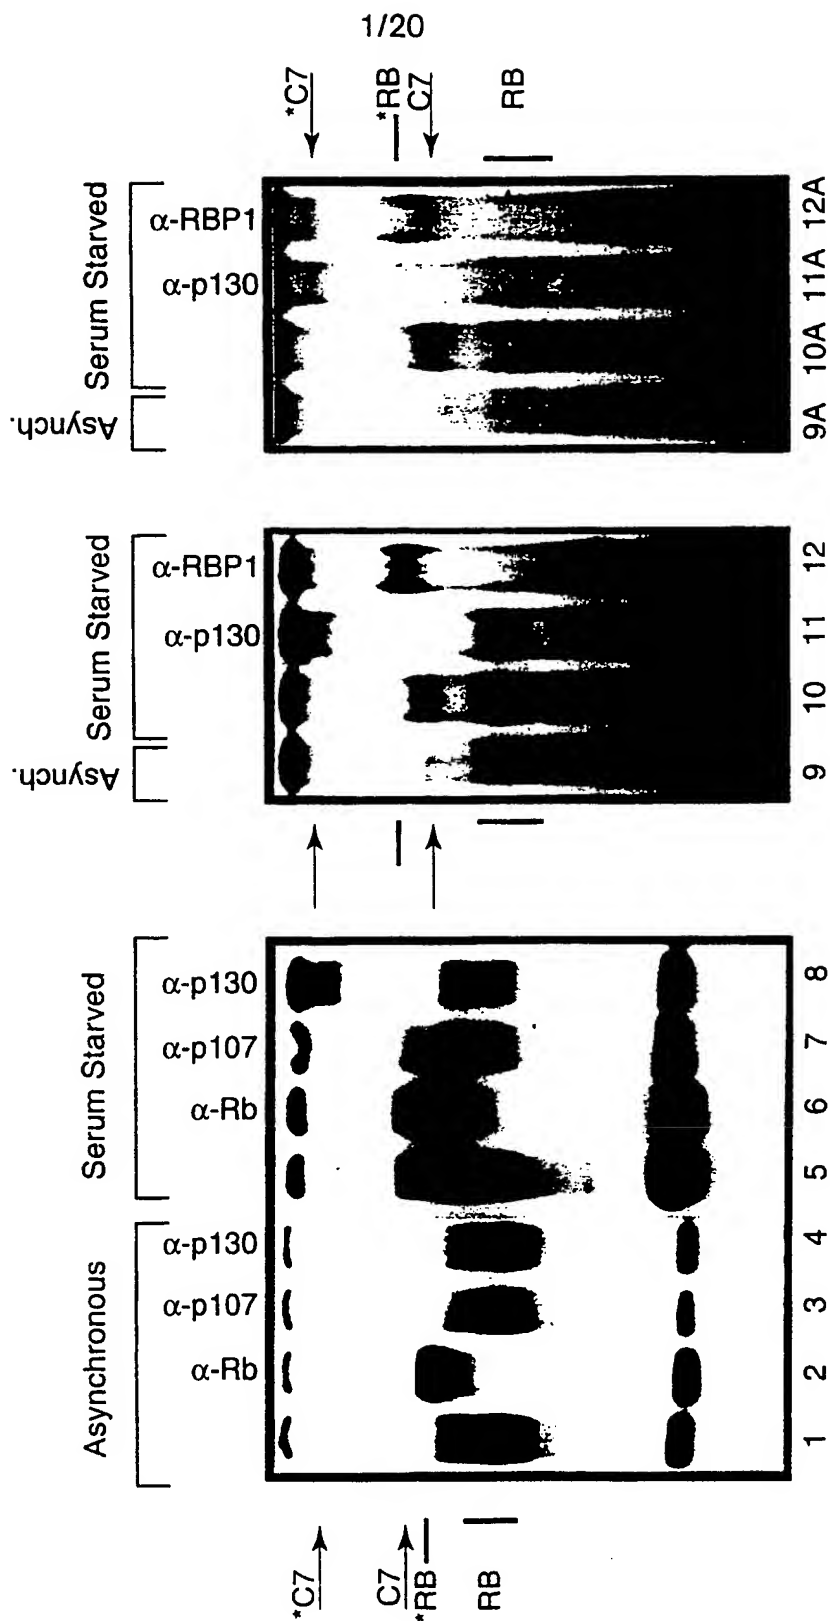 1/20
Asynchronous
Serum Starved
α-Rb
α-p107
α-p130
α-Rb
α-p107
α-p130
*C7
C7
*RB
RB
1 2 3 4 5 6 7 8
Asynch.
Serum Starved
α-p130
α-RBP1
9 10 11 12
Asynch.
Serum Starved
α-p130
α-RBP1
*C7
*RB
C7
RB
9A 10A 11A 12A